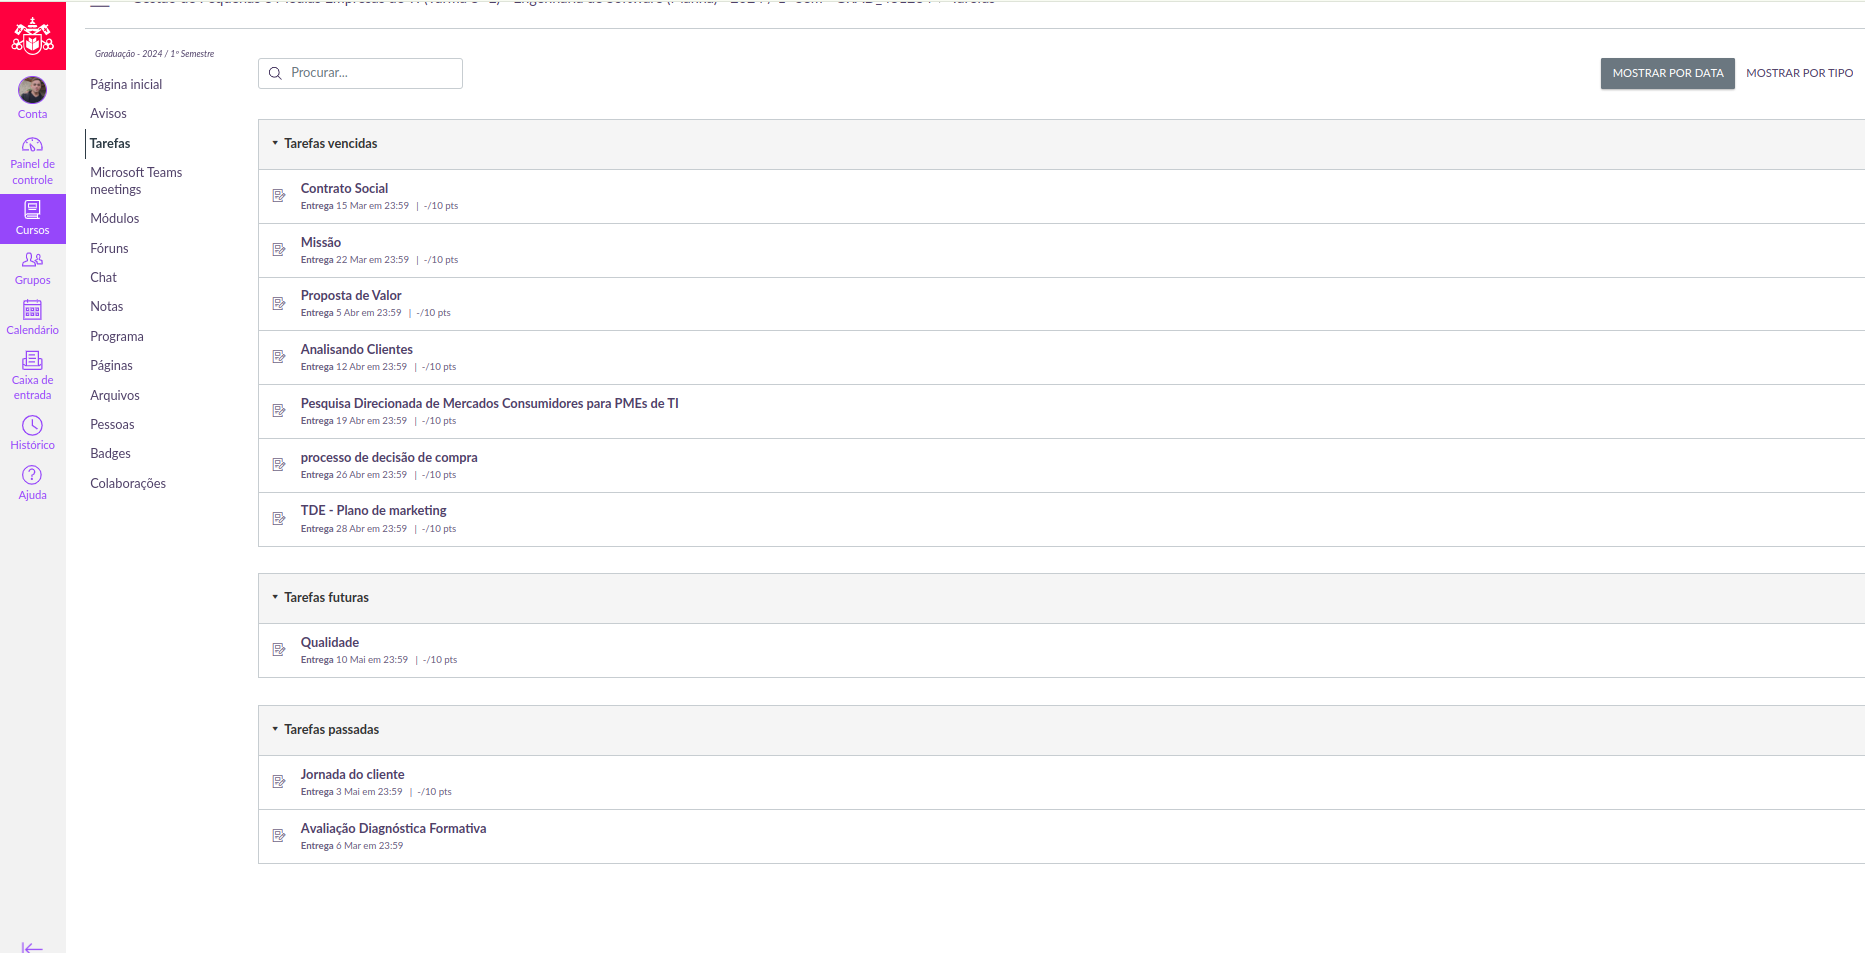 Graduação - 2024 / 1º Semestre
Conta
Painel de
controle
Cursos
Grupos
Calendário
Caixa de
entrada
Histórico
Ajuda
Página inicial
Avisos
Tarefas
Microsoft Teams
meetings
Módulos
Fóruns
Chat
Notas
Programa
Páginas
Arquivos
Pessoas
Badges
Colaborações
Procurar...
MOSTRAR POR DATA
MOSTRAR POR TIPO
Tarefas vencidas
Contrato Social
Entrega 15 Mar em 23:59 | -/10 pts
Missão
Entrega 22 Mar em 23:59 | -/10 pts
Proposta de Valor
Entrega 5 Abr em 23:59 | -/10 pts
Analisando Clientes
Entrega 12 Abr em 23:59 | -/10 pts
Pesquisa Direcionada de Mercados Consumidores para PMEs de TI
Entrega 19 Abr em 23:59 | -/10 pts
processo de decisão de compra
Entrega 26 Abr em 23:59 | -/10 pts
TDE - Plano de marketing
Entrega 28 Abr em 23:59 | -/10 pts
Tarefas futuras
Qualidade
Entrega 10 Mai em 23:59 | -/10 pts
Tarefas passadas
Jornada do cliente
Entrega 3 Mai em 23:59 | -/10 pts
Avaliação Diagnóstica Formativa
Entrega 6 Mar em 23:59